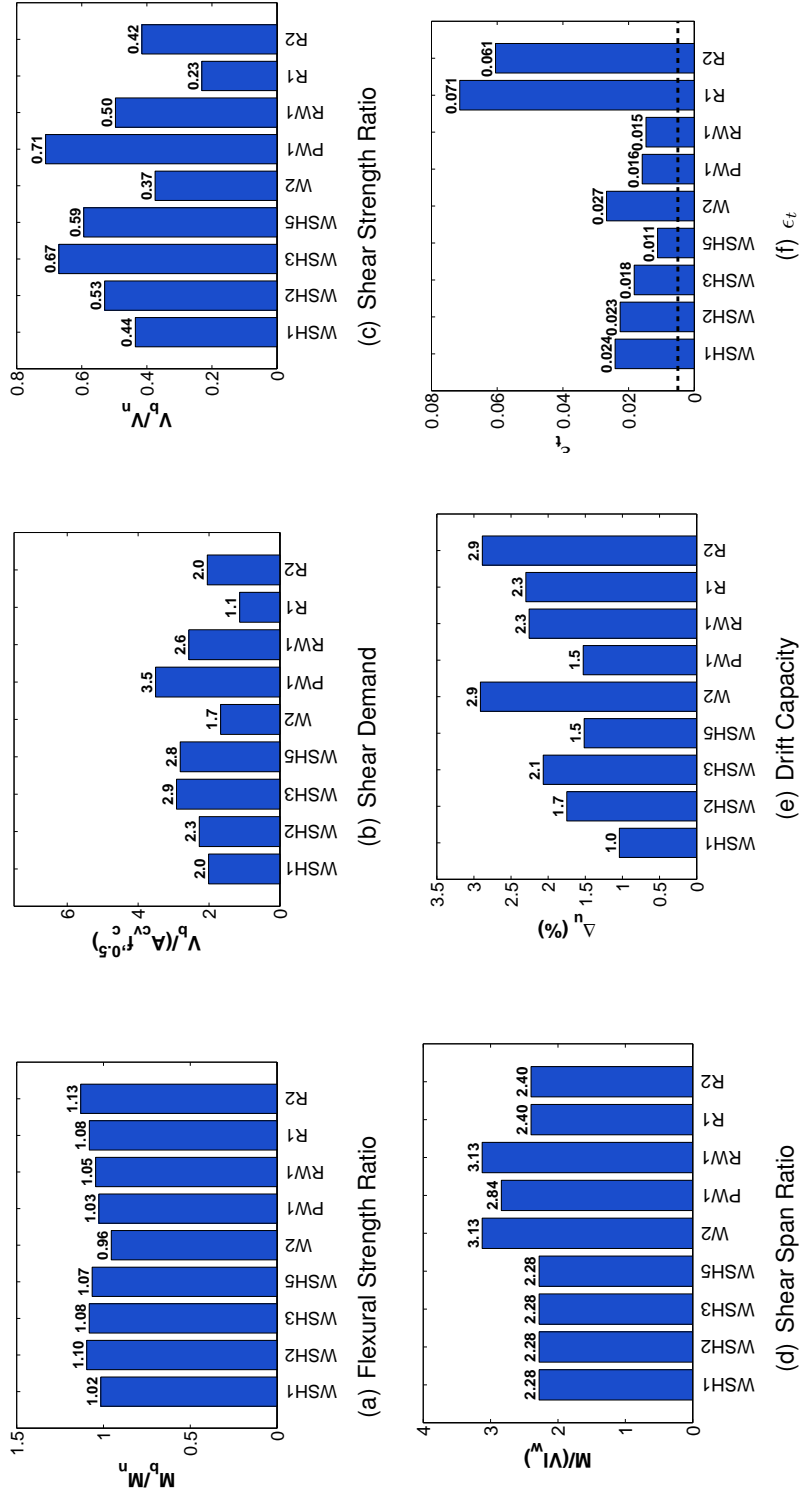 1.5
1
0.5
0
M_b/M_n
1.02
1.10
1.08
1.07
0.96
1.03
1.05
1.08
1.13
WSH1
WSH2
WSH3
WSH5
W2
PW1
RW1
R1
R2
(a) Flexural Strength Ratio
6
4
2
0
V_b/(A_cv f'_c^0.5)
2.0
2.3
2.9
2.8
1.7
3.5
2.6
1.1
2.0
WSH1
WSH2
WSH3
WSH5
W2
PW1
RW1
R1
R2
(b) Shear Demand
0.8
0.6
0.4
0.2
0
V_b/V_n
0.44
0.53
0.67
0.59
0.37
0.71
0.50
0.23
0.42
WSH1
WSH2
WSH3
WSH5
W2
PW1
RW1
R1
R2
(c) Shear Strength Ratio
4
3
2
1
0
M/(Vl_w)
2.28
2.28
2.28
2.28
3.13
2.84
3.13
2.40
2.40
WSH1
WSH2
WSH3
WSH5
W2
PW1
RW1
R1
R2
(d) Shear Span Ratio
3.5
3
2.5
2
1.5
1
0.5
0
Δ_u (%)
1.0
1.7
2.1
1.5
2.9
1.5
2.3
2.3
2.9
WSH1
WSH2
WSH3
WSH5
W2
PW1
RW1
R1
R2
(e) Drift Capacity
0.08
0.06
0.04
0.02
0
ε_t
0.024
0.023
0.018
0.011
0.027
0.016
0.015
0.071
0.061
WSH1
WSH2
WSH3
WSH5
W2
PW1
RW1
R1
R2
(f) ϵ_t